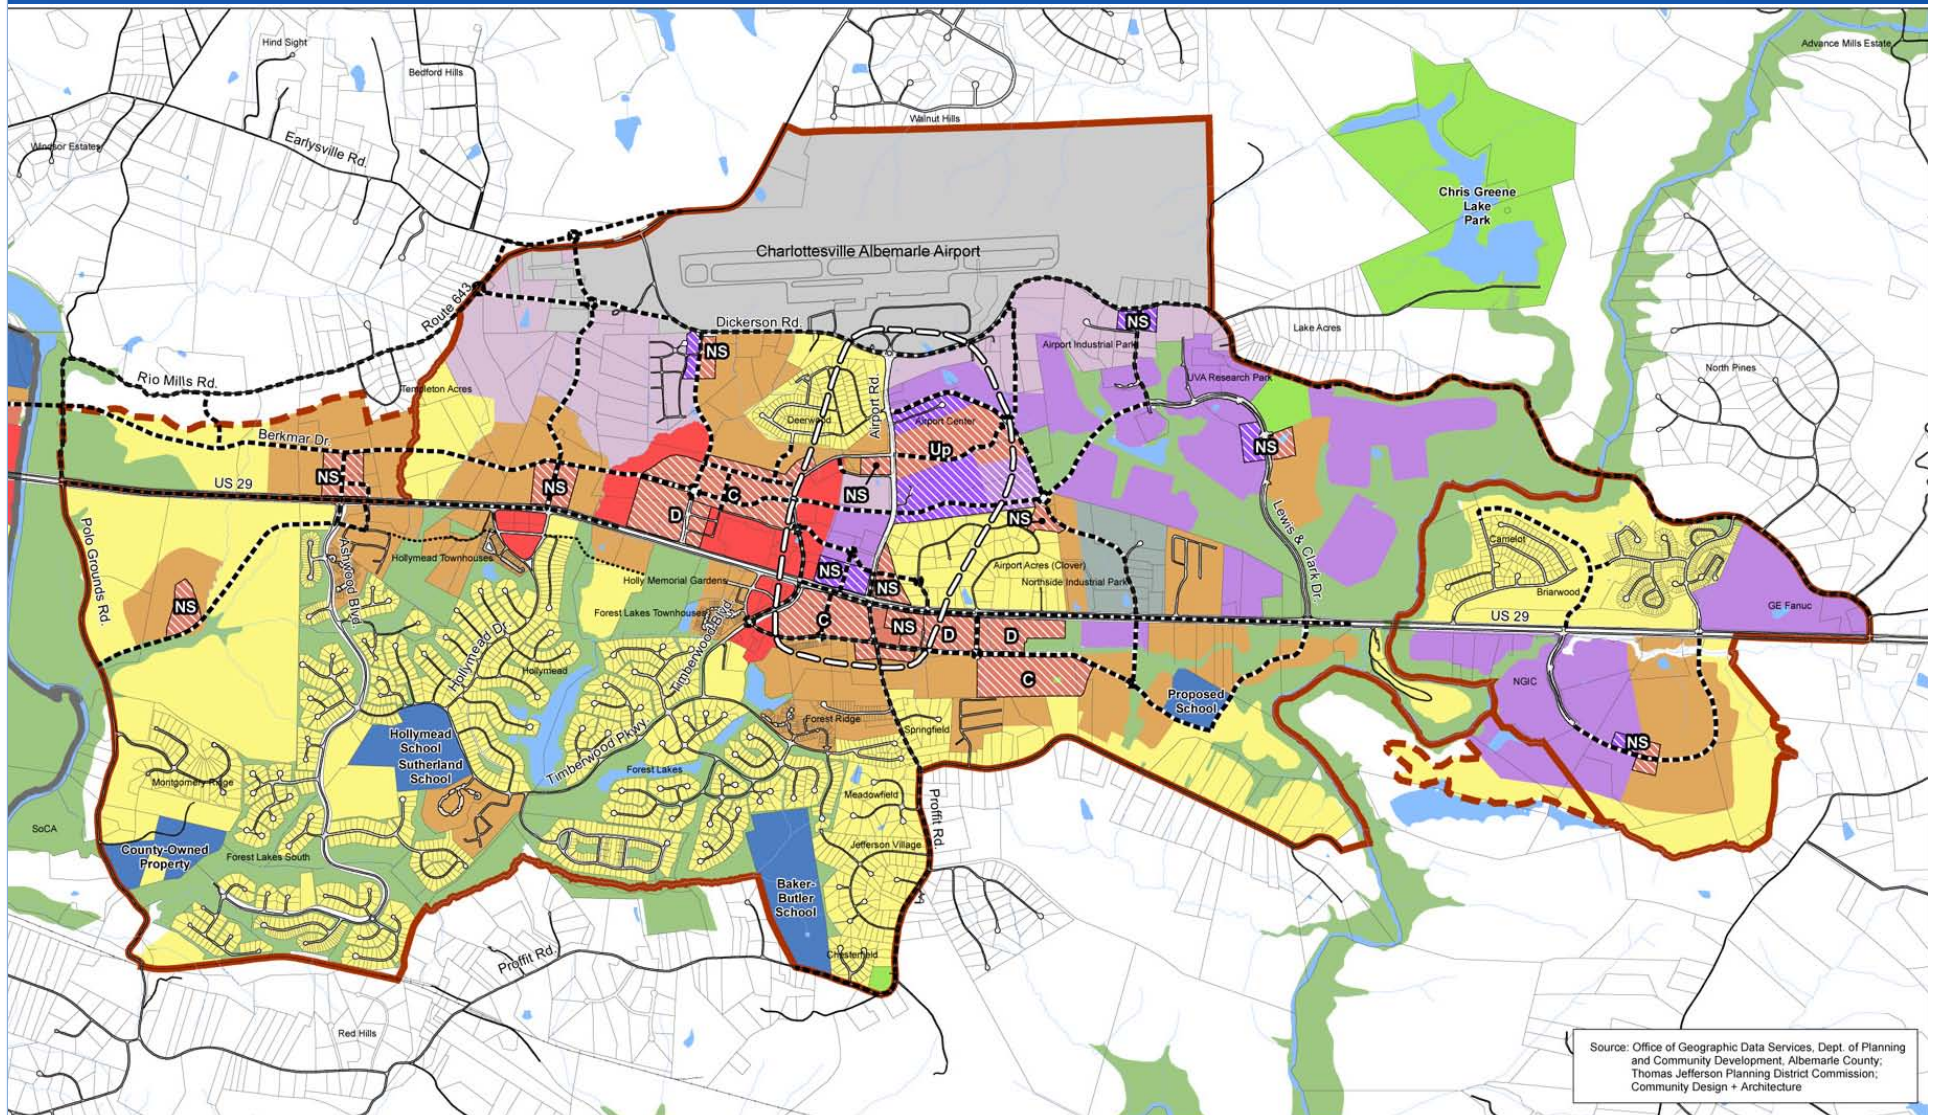 Hind Sight
Advance Mills Estate
Bedford Hills
Walnut Hills
Earlysville Rd.
Windsor Estates
Chris Greene
Lake
Park
Charlottesville Albemarle Airport
Route 643
Dickerson Rd.
NS
Lake Acres
Airport Industrial Park
NS
North Pines
Rio Mills Rd.
Templeton Acres
UVA Research Park
Airport Rd.
Deerwood
Airport Center
Berkmar Dr.
Up
NS
NS
US 29
NS
C
NS
D
NS
Polo Grounds Rd.
Ashwood Blvd.
Hollymead Townhouses
Lewis & Clark Dr.
Camelot
Airport Acres (Clover)
NS
Holly Memorial Gardens
Northside Industrial Park
Briarwood
NS
NS
Forest Lakes Townhouses
GE Fanuc
US 29
C
NS
D
D
Timberwood Blvd.
Hollymead Dr.
Hollymead
C
NGIC
Proposed
School
Forest Ridge
Springfield
Hollymead
School
Sutherland
School
NS
Timberwood Pkwy.
Forest Lakes
Montgomery Ridge
Meadowfield
Proffit Rd.
SoCA
County-Owned
Property
Forest Lakes South
Jefferson Village
Baker-
Butler
School
Chesterfield
Proffit Rd.
Red Hills
Source: Office of Geographic Data Services, Dept. of Planning
and Community Development, Albemarle County;
Thomas Jefferson Planning District Commission;
Community Design + Architecture